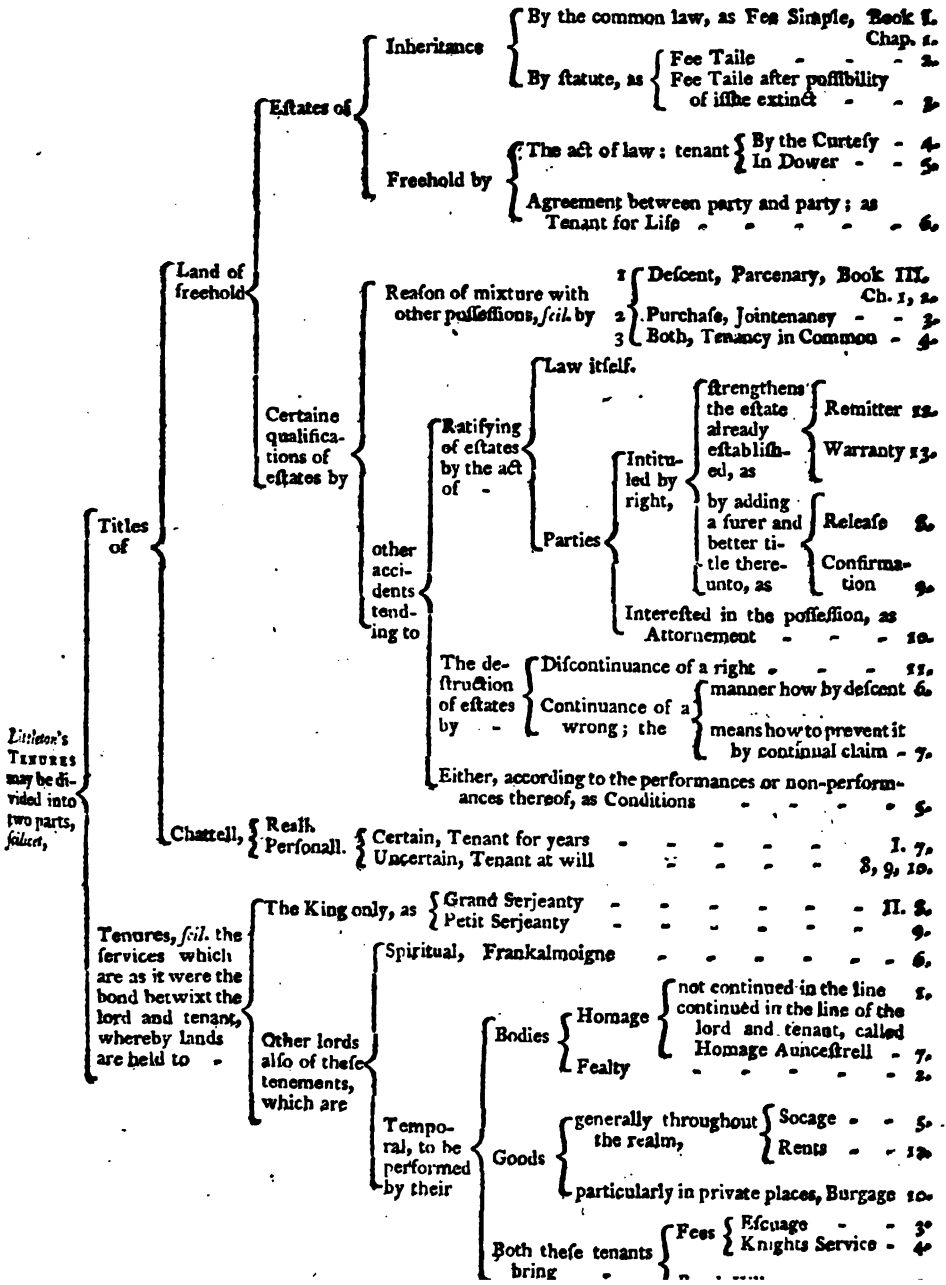 By the common law, as Fee Simple, Book I.
Chap. 1.
Inheritance
By ſtatute, as
Fee Taile - - - 2.
Fee Taile after poſſibility
of iſſhe extinct - - 3.
Eſtates of
Freehold by
The act of law: tenant
By the Curteſy - 4.
In Dower - - 5.
Agreement between party and party; as
Tenant for Life - - - - - 6.
Land of
freehold
Reaſon of mixture with
other poſſeſſions, ſcil. by
1 Deſcent, Parcenary, Book III.
Ch. 1, 2.
2 Purchaſe, Jointenancy - - 3.
3 Both, Tenancy in Common - 4.
Certaine
qualifica-
tions of
eſtates by
Law itſelf.
Ratifying
of eſtates
by the act
of -
Parties
Intitu-
led by
right,
ſtrengthens
the eſtate
already
eſtabliſh-
ed, as
Remitter 12.
Warranty 13.
by adding
a ſurer and
better ti-
tle there-
unto, as
Releaſe 8.
Confirma-
tion 9.
Intereſted in the poſſeſſion, as
Attornement - - - - 10.
other
acci-
dents
tend-
ing to
The de-
ſtruction
of eſtates
by -
Diſcontinuance of a right - - - - 11.
Continuance of a
wrong; the
manner how by deſcent 6.
means how to prevent it
by continual claim - 7.
Either, according to the performances or non-perform-
ances thereof, as Conditions - - - - 5.
Titles
of
Chattell,
Reall.
Perſonall.
Certain, Tenant for years - - - - - - I. 7.
Uncertain, Tenant at will - - - - - 8, 9, 10.
Littleton's
TENURES
may be di-
vided into
two parts,
ſcilicet,
Tenures, ſcil. the
ſervices which
are as it were the
bond betwixt the
lord and tenant,
whereby lands
are held to -
The King only, as
Grand Serjeanty - - - - - - II. 8.
Petit Serjeanty - - - - - - 9.
Other lords
alſo of theſe
tenements,
which are
Spiritual, Frankalmoigne - - - - - - 6.
Tempo-
ral, to be
performed
by their
Bodies
Homage
not continued in the line 1.
continued in the line of the
lord and tenant, called
Homage Aunceſtrell - 7.
Fealty - - - - - - 2.
Goods
generally throughout
the realm,
Socage - - 5.
Rents - - 12.
particularly in private places, Burgage 10.
Both theſe tenants
bring
Fees
Eſcuage - - 3.
Knights Service - 4.